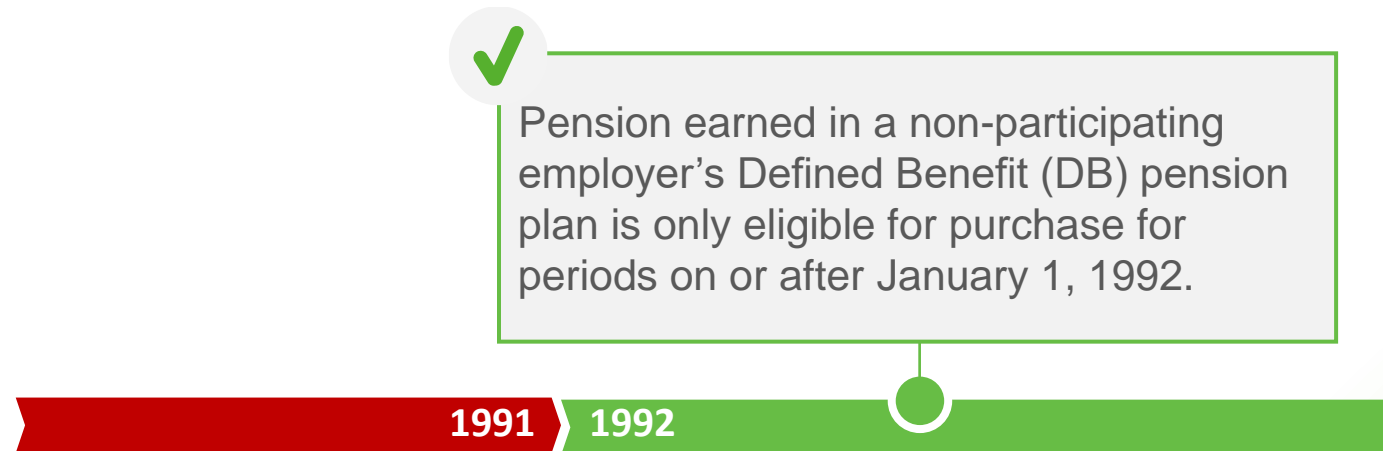 Pension earned in a non-participating
employer’s Defined Benefit (DB) pension
plan is only eligible for purchase for
periods on or after January 1, 1992.
1991 1992